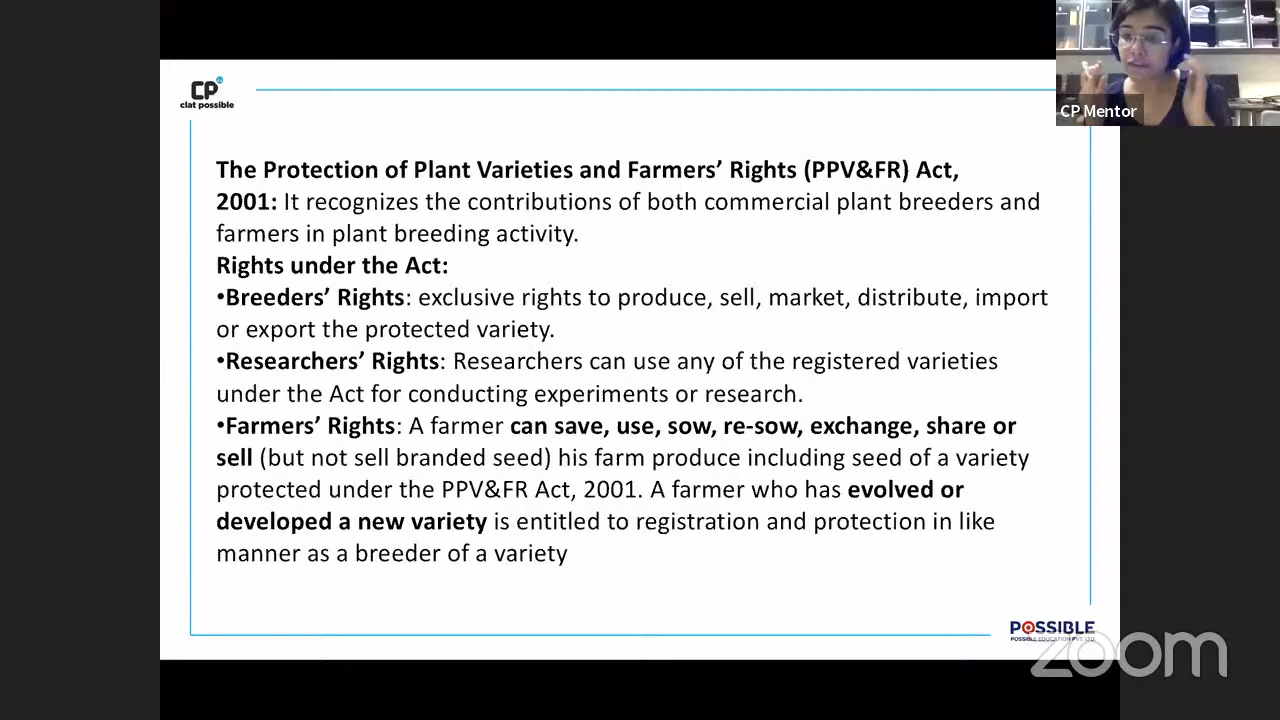 CP
clat possible
CP Mentor
The Protection of Plant Varieties and Farmers’ Rights (PPV&FR) Act,
2001: It recognizes the contributions of both commercial plant breeders and
farmers in plant breeding activity.
Rights under the Act:
•Breeders’ Rights: exclusive rights to produce, sell, market, distribute, import
or export the protected variety.
•Researchers’ Rights: Researchers can use any of the registered varieties
under the Act for conducting experiments or research.
•Farmers’ Rights: A farmer can save, use, sow, re-sow, exchange, share or
sell (but not sell branded seed) his farm produce including seed of a variety
protected under the PPV&FR Act, 2001. A farmer who has evolved or
developed a new variety is entitled to registration and protection in like
manner as a breeder of a variety
POSSIBLE
POSSIBLE EDUCATION PVT. LTD.
zoom